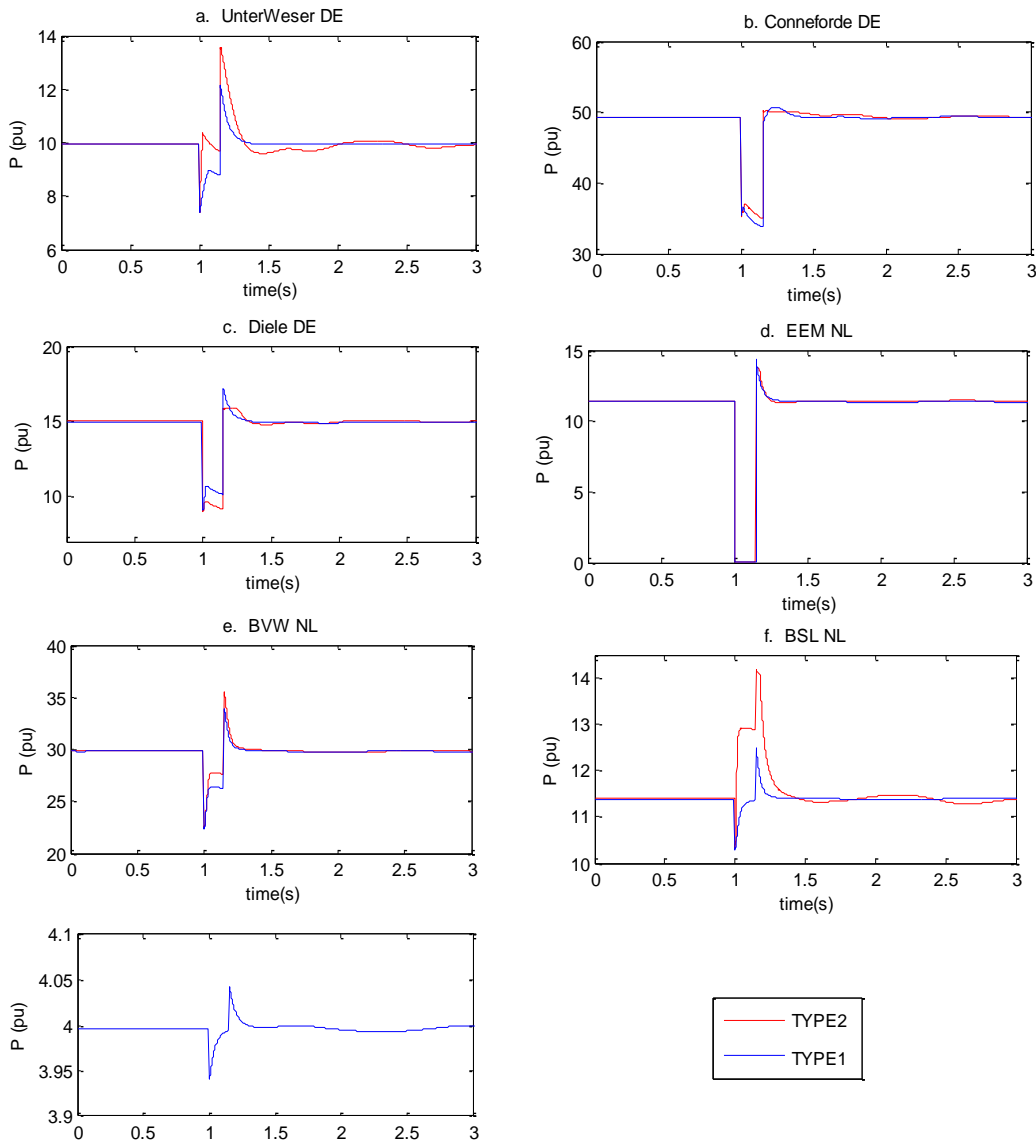 a. UnterWeser DE
14
12
10
8
6
P (pu)
0 0.5 1 1.5 2 2.5 3
time(s)
b. Conneforde DE
60
50
40
30
P (pu)
0 0.5 1 1.5 2 2.5 3
time(s)
c. Diele DE
20
15
10
P (pu)
0 0.5 1 1.5 2 2.5 3
time(s)
d. EEM NL
15
10
5
0
P (pu)
0 0.5 1 1.5 2 2.5 3
time(s)
e. BVW NL
40
35
30
25
20
P (pu)
0 0.5 1 1.5 2 2.5 3
time(s)
f. BSL NL
14
13
12
11
10
P (pu)
0 0.5 1 1.5 2 2.5 3
time(s)
4.1
4.05
4
3.95
3.9
P (pu)
0 0.5 1 1.5 2 2.5 3
TYPE2
TYPE1